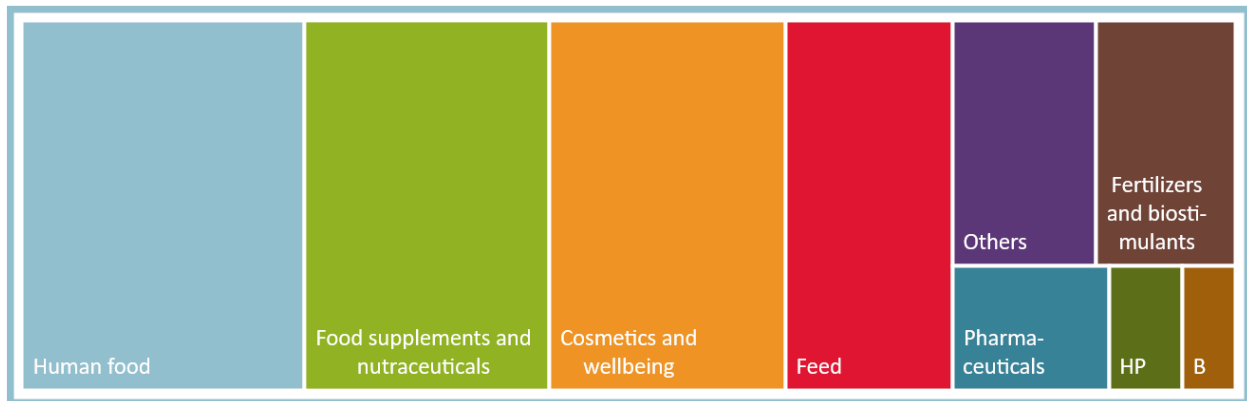 Human food
Food supplements and
nutraceuticals
Cosmetics and
wellbeing
Feed
Others
Fertilizers
and biosti-
mulants
Pharma-
ceuticals
HP
B